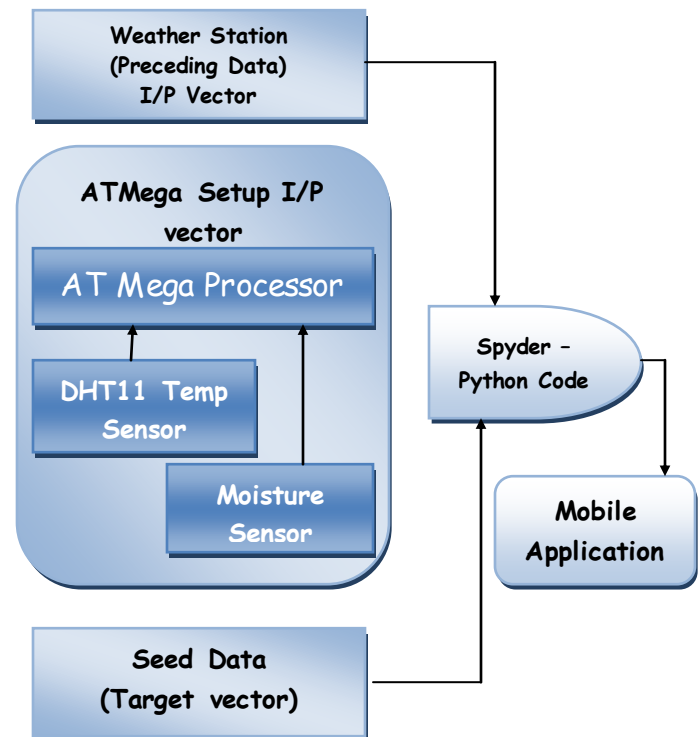 Weather Station
(Preceding Data)
I/P Vector
ATMega Setup I/P
vector
AT Mega Processor
DHT11 Temp
Sensor
Moisture
Sensor
Spyder –
Python Code
Mobile
Application
Seed Data
(Target vector)